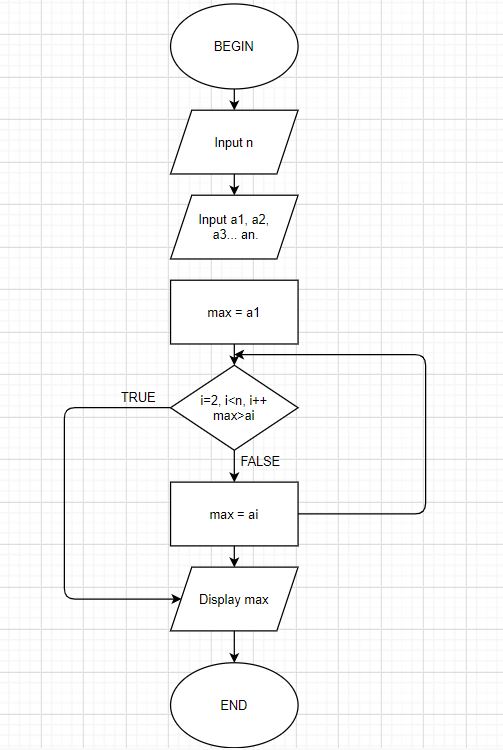 BEGIN
Input n
Input a1, a2,
a3... an.
max = a1
i=2, i<n, i++
max>ai
TRUE
FALSE
max = ai
Display max
END